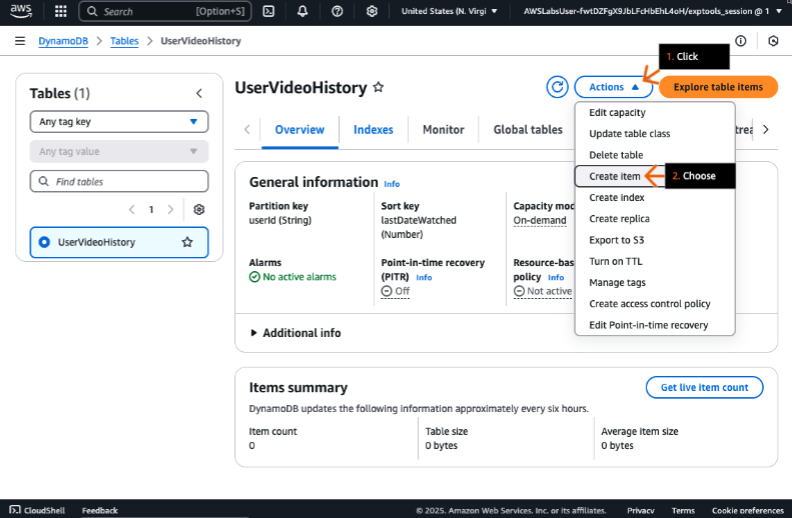 aws
Search [Option+S]
United States (N. Virgi
AWSLabsUser-fwtDZFgX9JbLFcHbEhL4oH/exptools_session @ 1
DynamoDB > Tables > UserVideoHistory
1. Click
Tables (1)
Any tag key
Any tag value
Find tables
1
UserVideoHistory
UserVideoHistory
Actions
Explore table items
Overview
Indexes
Monitor
Global tables
trea
Edit capacity
Update table class
Delete table
Create item
2. Choose
Create index
Create replica
Export to S3
Turn on TTL
Manage tags
Create access control policy
Edit Point-in-time recovery
General information Info
Partition key
userId (String)
Sort key
lastDateWatched
(Number)
Capacity moc
On-demand
Alarms
No active alarms
Point-in-time recovery
(PITR) Info
Off
Resource-bas
policy Info
Not active
Additional info
Items summary
Get live item count
DynamoDB updates the following information approximately every six hours.
Item count
0
Table size
0 bytes
Average item size
0 bytes
CloudShell Feedback © 2025, Amazon Web Services, Inc. or its affiliates. Privacy Terms Cookie preferences